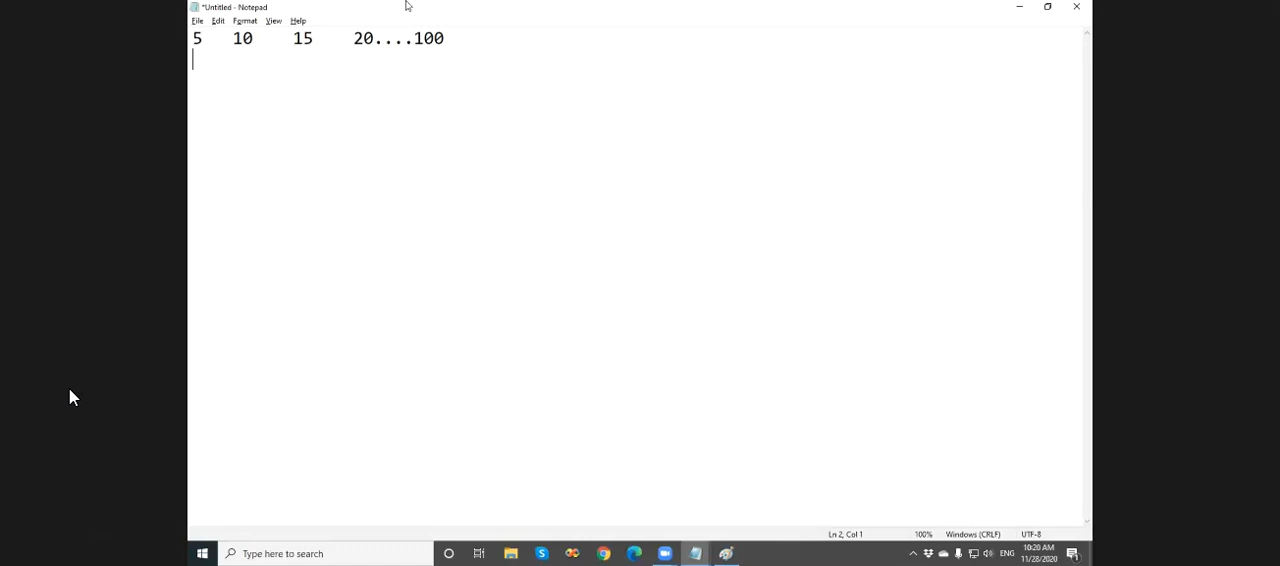 *Untitled - Notepad
File Edit Format View Help
5 10 15 20....100
Ln 2, Col 1 100% Windows (CRLF) UTF-8
Type here to search
ENG
10:20 AM
11/28/2020
1